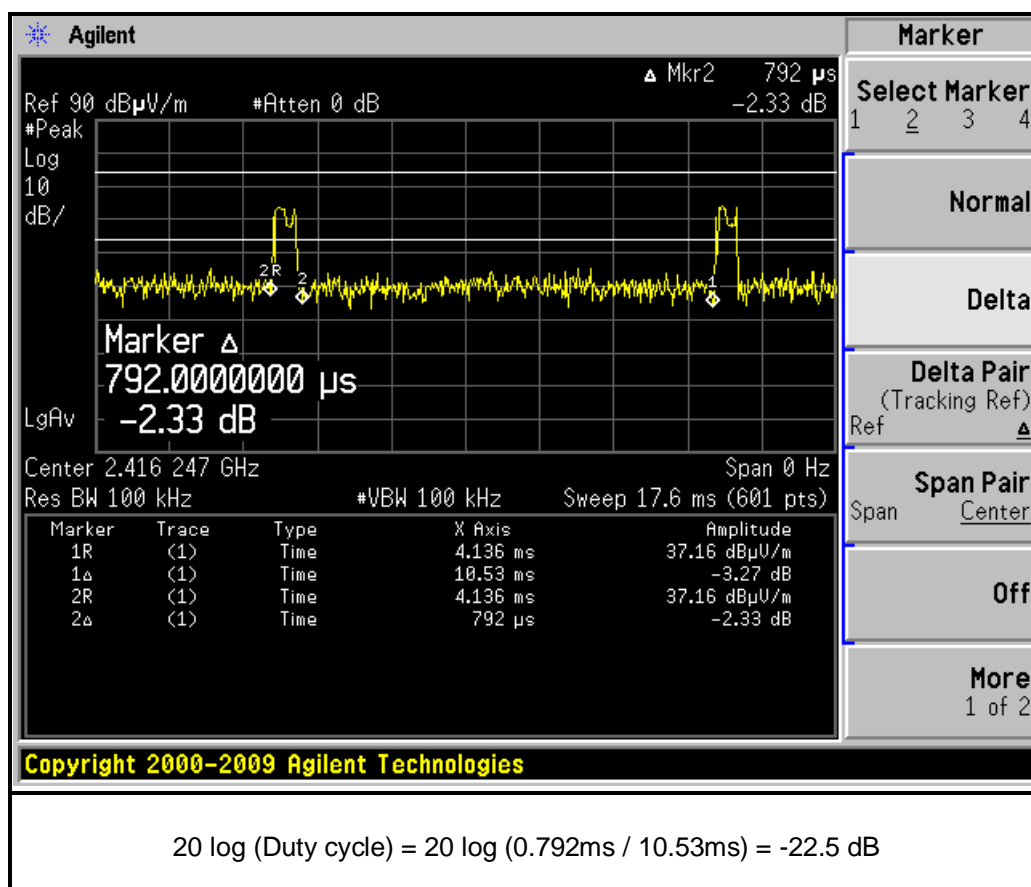 Agilent
Marker
Δ Mkr2 792 µs
Ref 90 dBµV/m #Atten 0 dB -2.33 dB
#Peak
Log
10
dB/
2R
2
1
Marker Δ
792.0000000 µs
-2.33 dB
LgAv
Center 2.416 247 GHz Span 0 Hz
Res BW 100 kHz #VBW 100 kHz Sweep 17.6 ms (601 pts)
Marker Trace Type X Axis Amplitude
1R (1) Time 4.136 ms 37.16 dBµV/m
1Δ (1) Time 10.53 ms -3.27 dB
2R (1) Time 4.136 ms 37.16 dBµV/m
2Δ (1) Time 792 µs -2.33 dB
Select Marker
1 2 3 4
Normal
Delta
Delta Pair
(Tracking Ref)
Ref Δ
Span Pair
Span Center
Off
More
1 of 2
Copyright 2000-2009 Agilent Technologies
20 log (Duty cycle) = 20 log (0.792ms / 10.53ms) = -22.5 dB